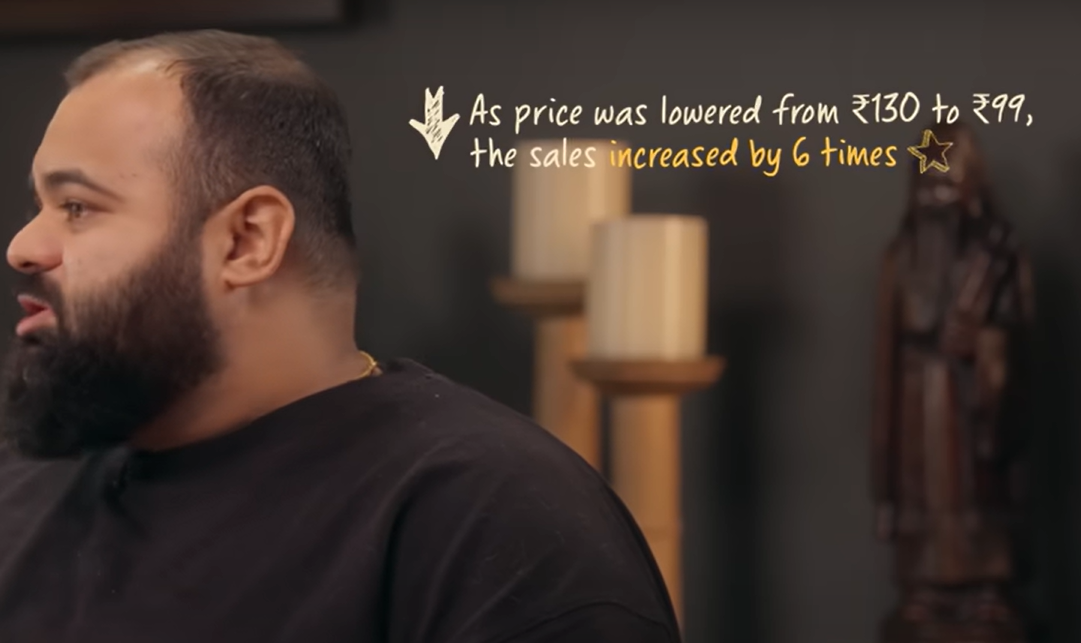 As price was lowered from ₹130 to ₹99,
the sales increased by 6 times